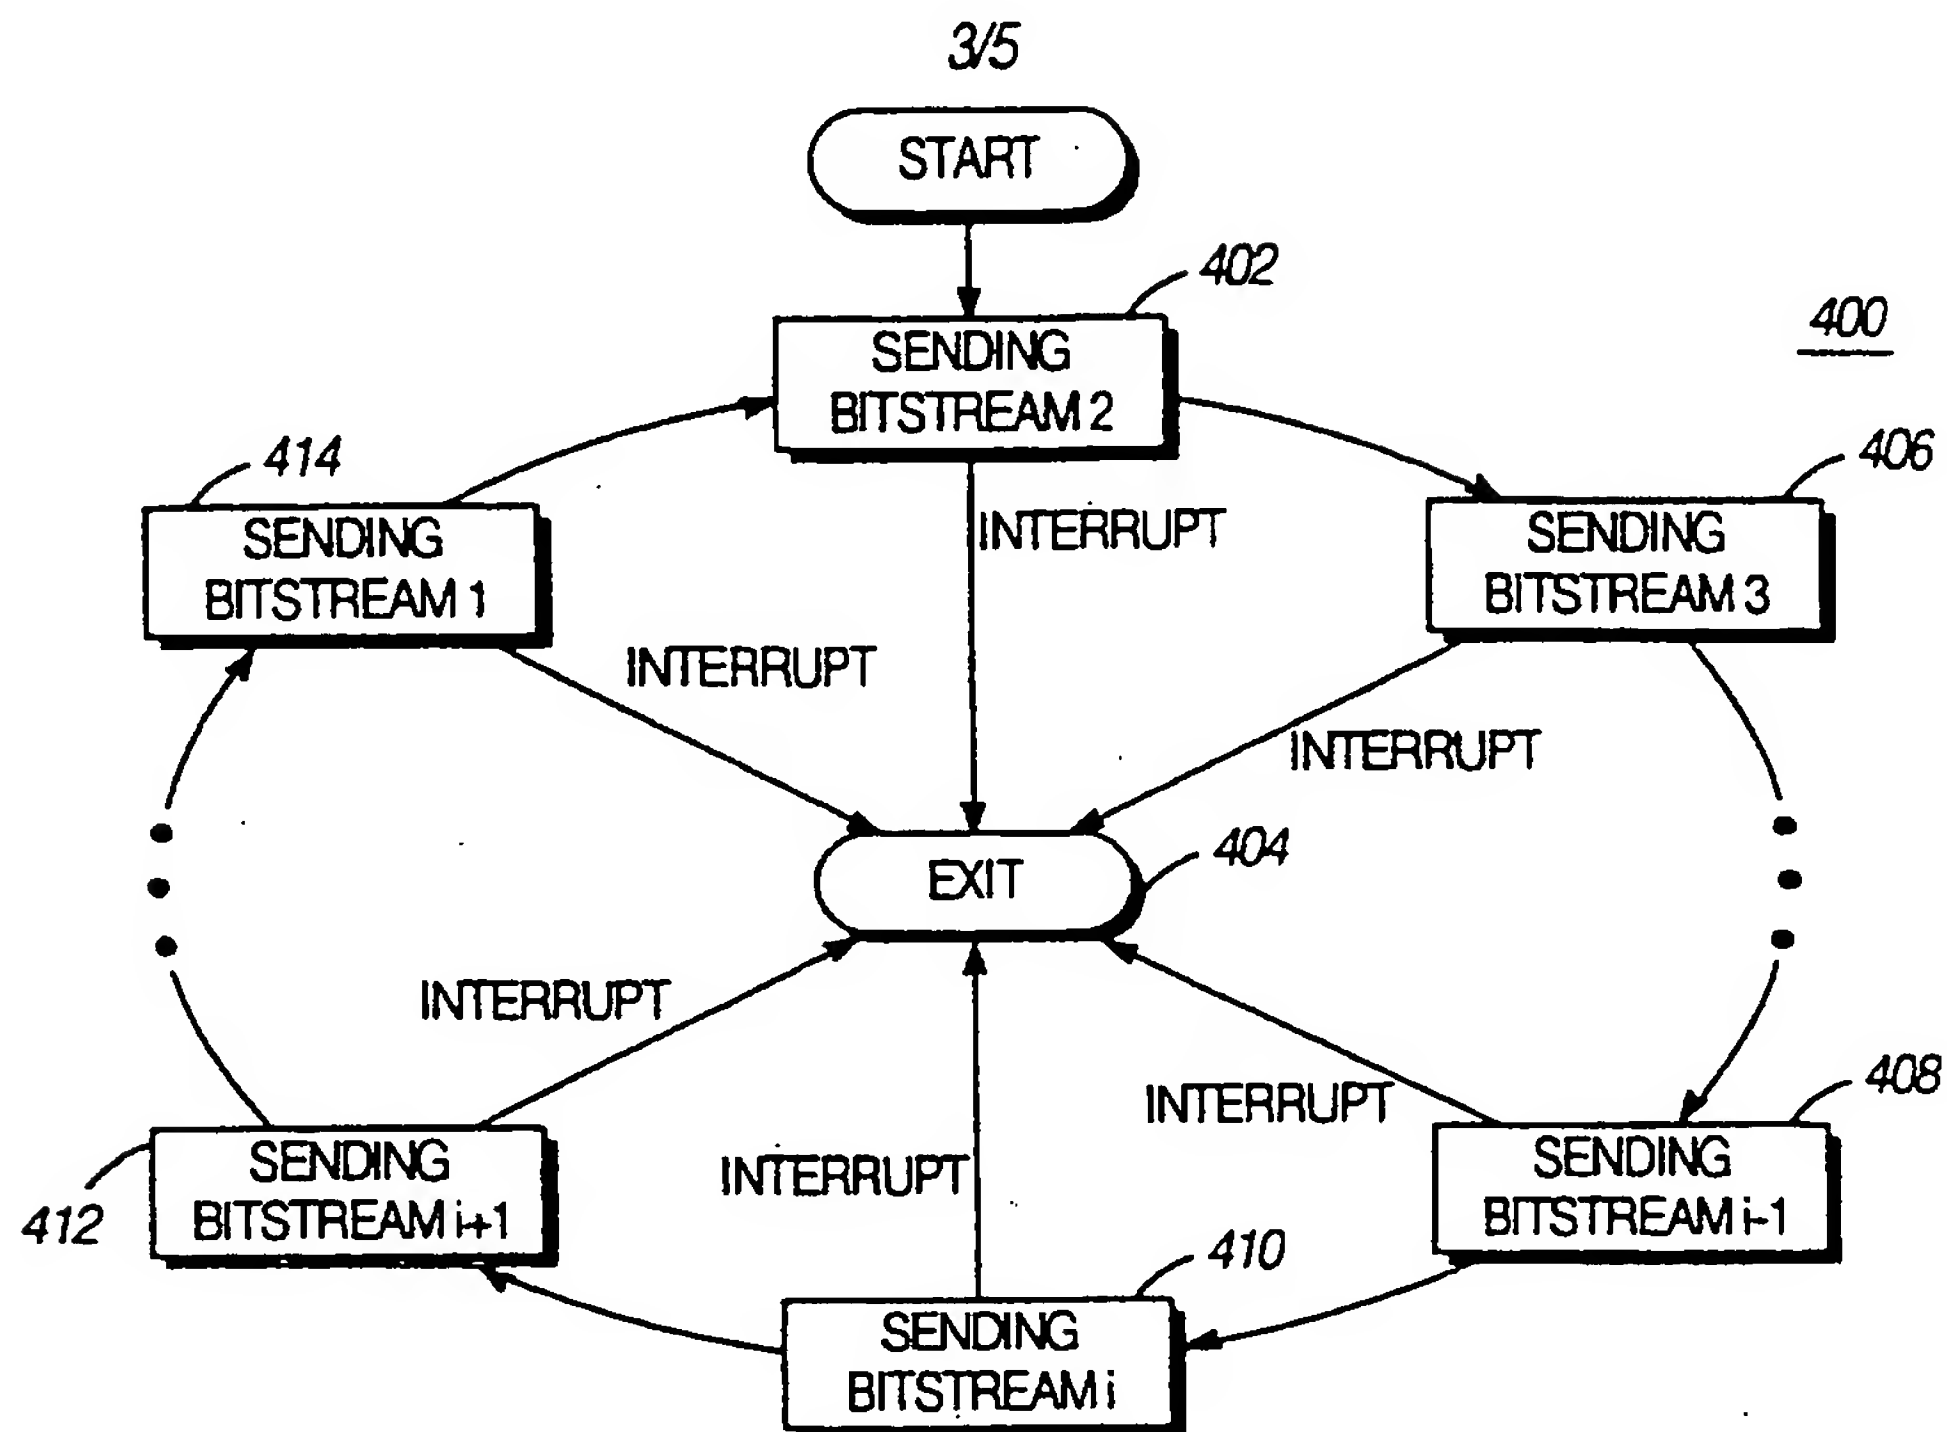 3/5
START
402
400
SENDING
BITSTREAM 2
414
406
SENDING
BITSTREAM 1
INTERRUPT
SENDING
BITSTREAM 3
INTERRUPT
INTERRUPT
EXIT
404
INTERRUPT
408
INTERRUPT
SENDING
BITSTREAM i+1
412
INTERRUPT
SENDING
BITSTREAM i-1
410
SENDING
BITSTREAM i